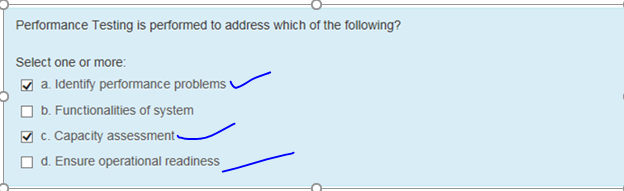 Performance Testing is performed to address which of the following?
Select one or more:
a. Identify performance problems
b. Functionalities of system
c. Capacity assessment
d. Ensure operational readiness